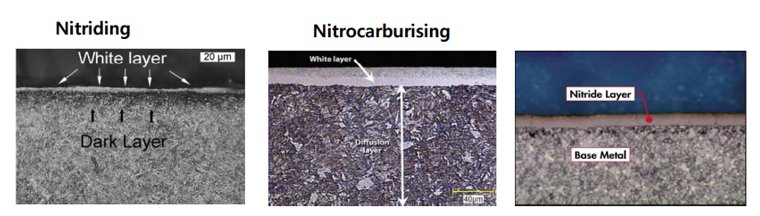 Nitriding
Nitrocarburising
White layer
20 µm
Dark Layer
White layer
Diffusion
layer
40µm
Nitride Layer
Base Metal